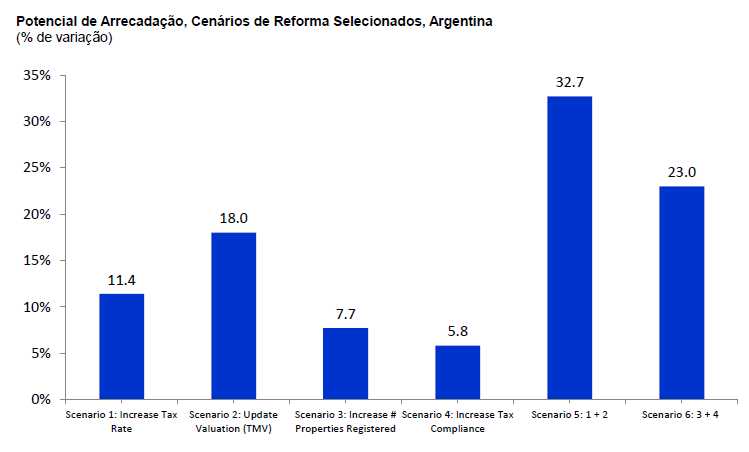 Potencial de Arrecadação, Cenários de Reforma Selecionados, Argentina
(% de variação)
35%
30%
25%
20%
15%
10%
5%
0%
11.4
18.0
7.7
5.8
32.7
23.0
Scenario 1: Increase Tax
Rate
Scenario 2: Update
Valuation (TMV)
Scenario 3: Increase #
Properties Registered
Scenario 4: Increase Tax
Compliance
Scenario 5: 1 + 2
Scenario 6: 3 + 4